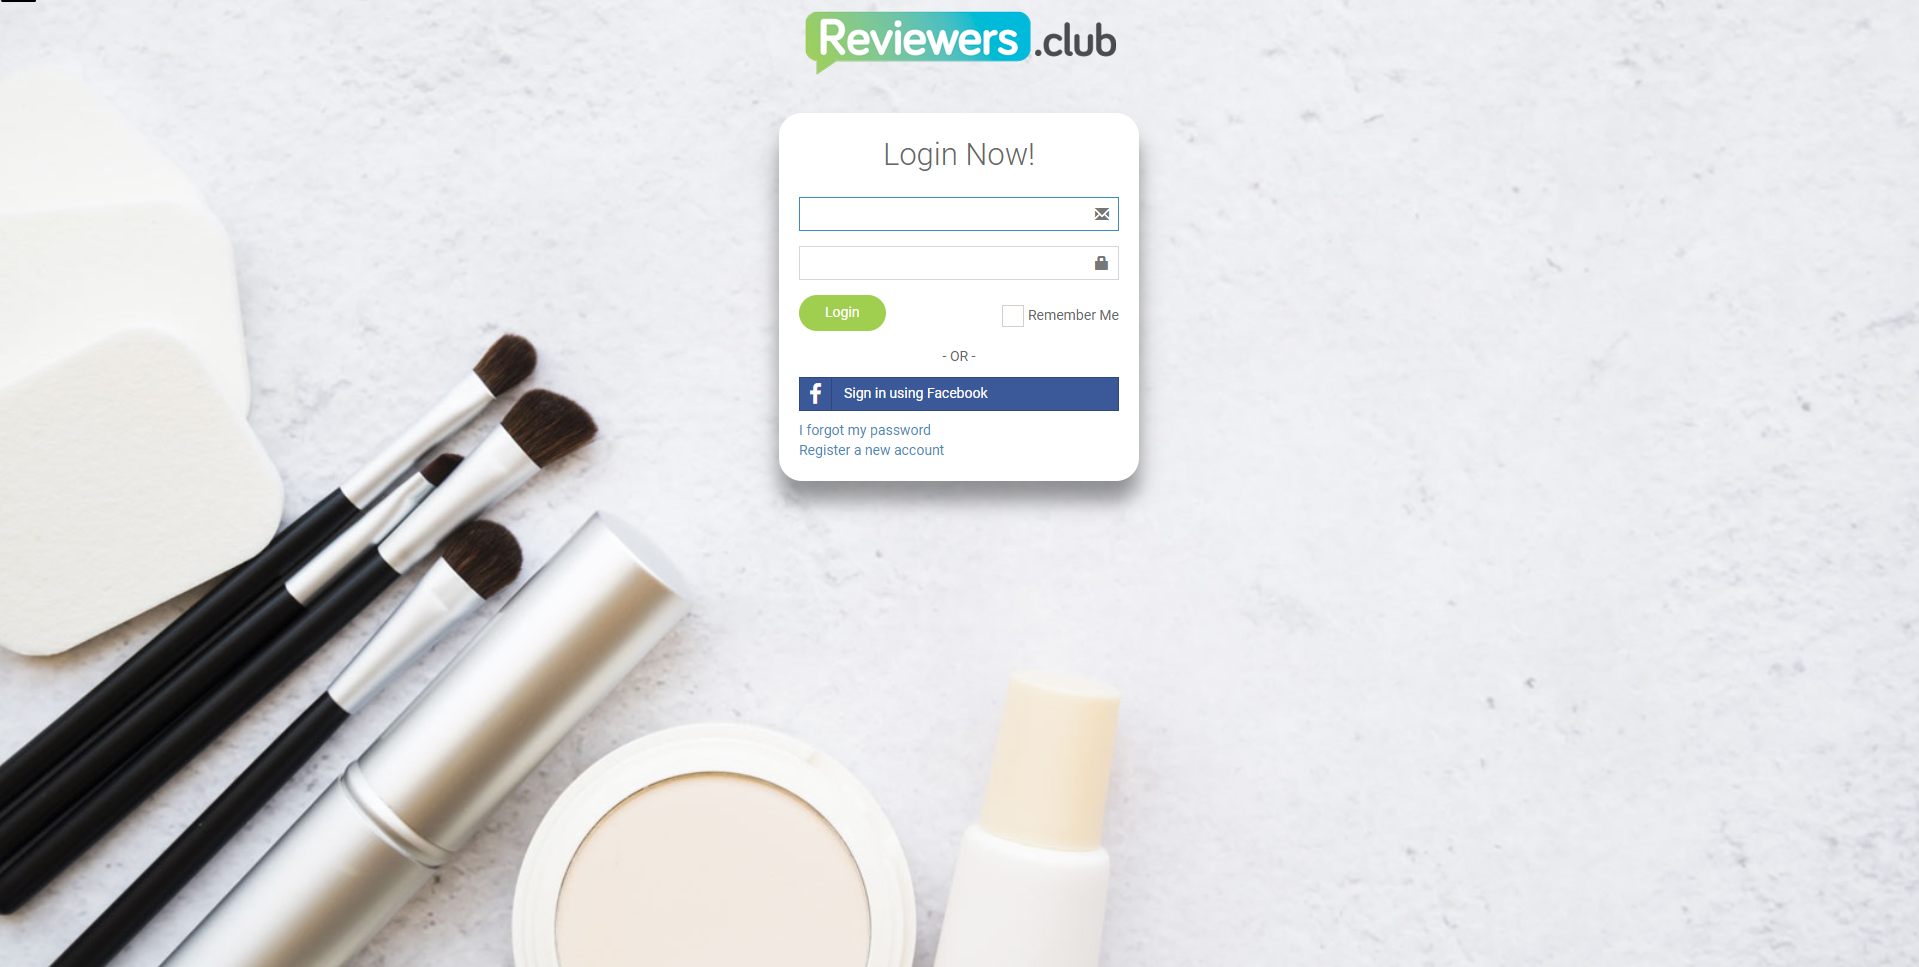 Reviewers.club
Login Now!
Login
Remember Me
- OR -
Sign in using Facebook
I forgot my password
Register a new account